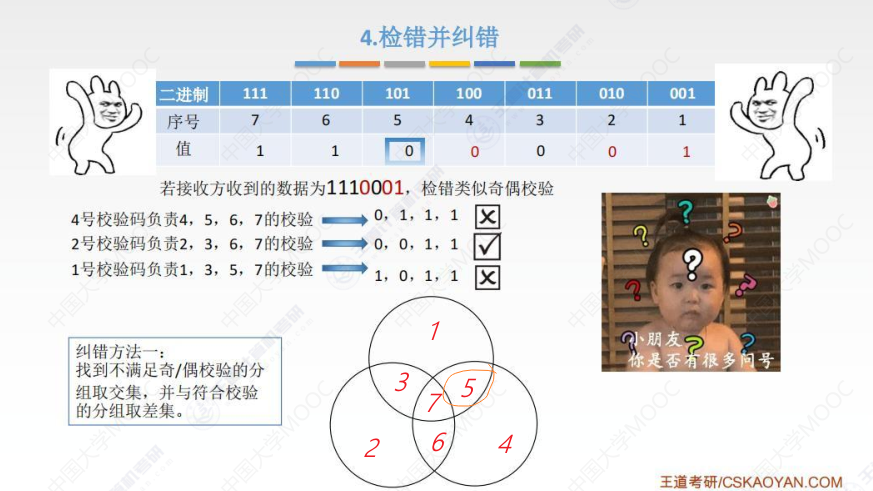 4.检错并纠错
二进制 111 110 101 100 011 010 001
序号 7 6 5 4 3 2 1
值 1 1 0 0 0 0 1
若接收方收到的数据为1110001，检错类似奇偶校验
4号校验码负责4，5，6，7的校验 0，1，1，1
2号校验码负责2，3，6，7的校验 0，0，1，1
1号校验码负责1，3，5，7的校验 1，0，1，1
1
3
5
7
2
6
4
纠错方法一：
找到不满足奇/偶校验的分
组取交集，并与符合校验
的分组取差集。
小朋友
你是否有很多问号
王道考研/CSKAOYAN.COM
中国大学MOOC